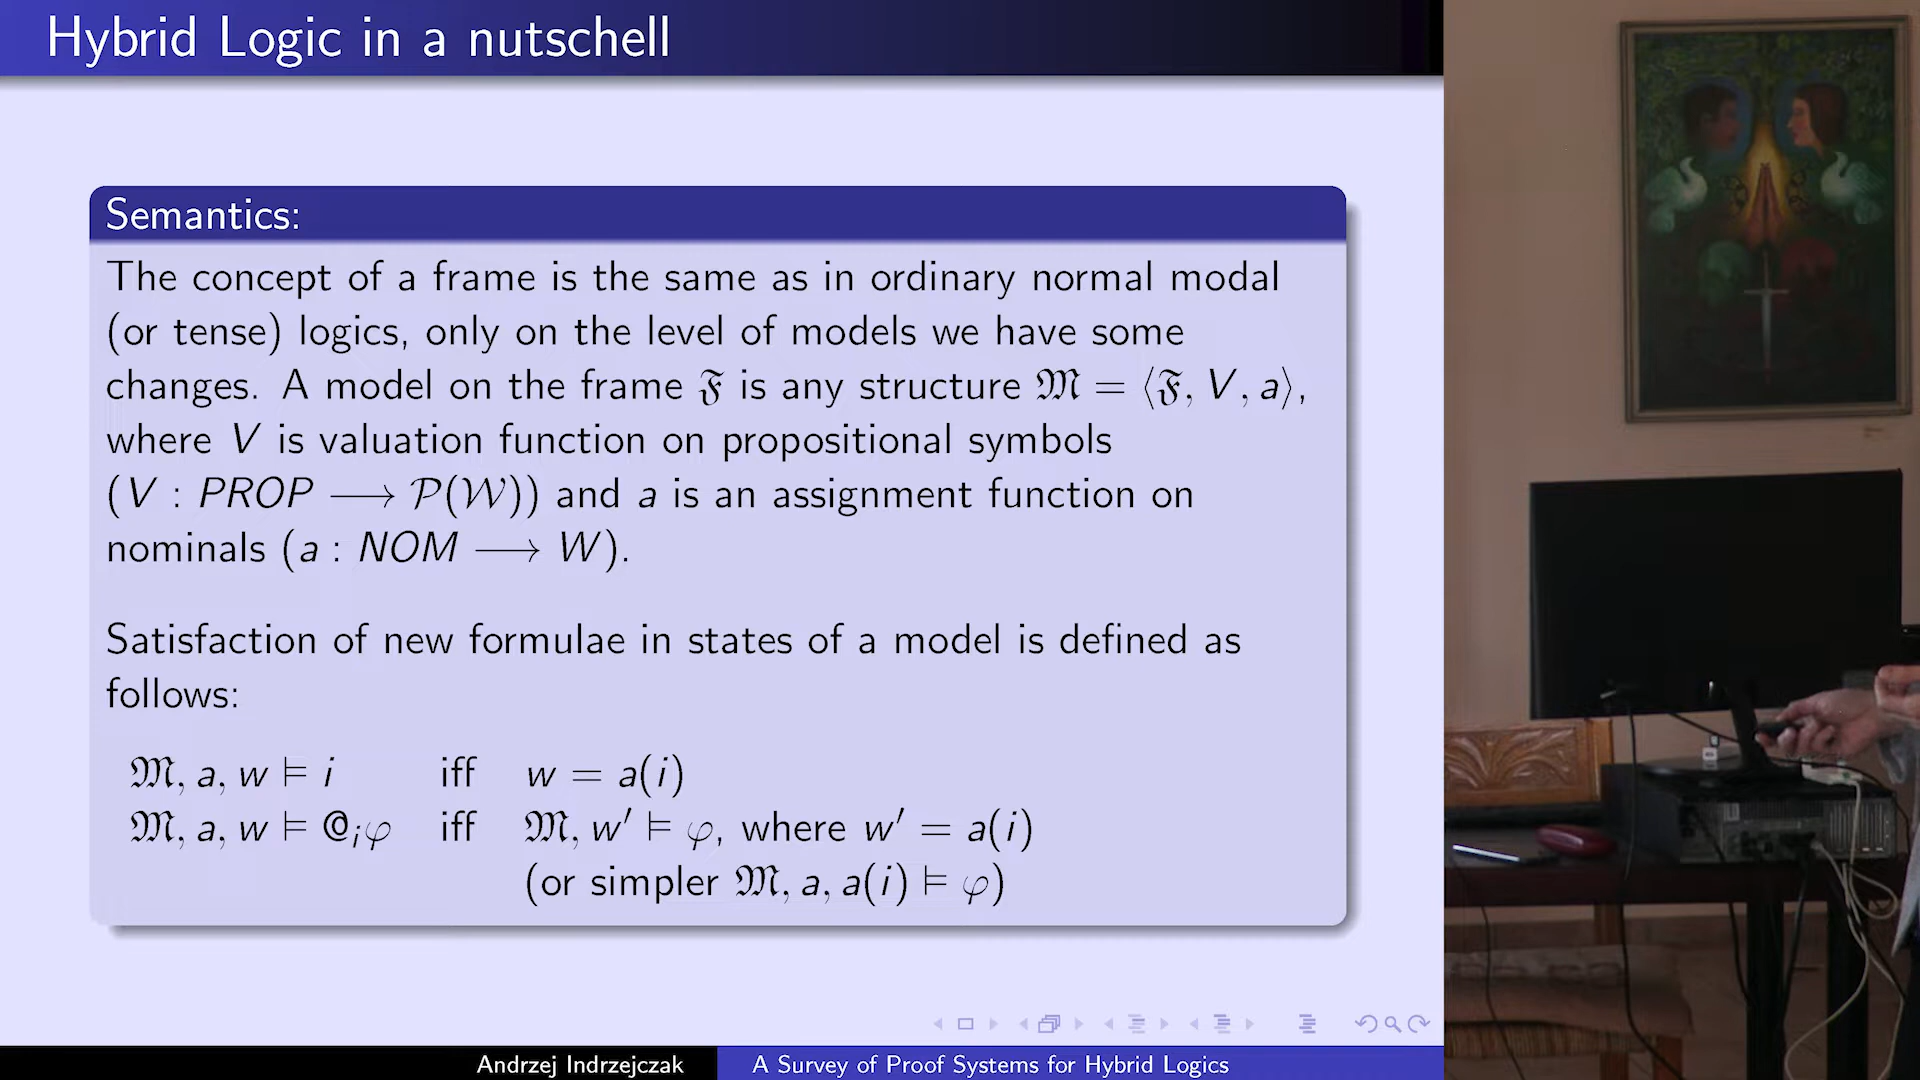 Hybrid Logic in a nutschell
Semantics:
The concept of a frame is the same as in ordinary normal modal
(or tense) logics, only on the level of models we have some
changes. A model on the frame 𝔉 is any structure 𝔐 = ⟨𝔉, V, a⟩,
where V is valuation function on propositional symbols
(V : PROP ⟶ 𝒫(𝒲)) and a is an assignment function on
nominals (a : NOM ⟶ W).
Satisfaction of new formulae in states of a model is defined as
follows:
𝔐, a, w ⊨ i iff w = a(i)
𝔐, a, w ⊨ @ᵢφ iff 𝔐, w′ ⊨ φ, where w′ = a(i)
(or simpler 𝔐, a, a(i) ⊨ φ)
Andrzej Indrzejczak A Survey of Proof Systems for Hybrid Logics